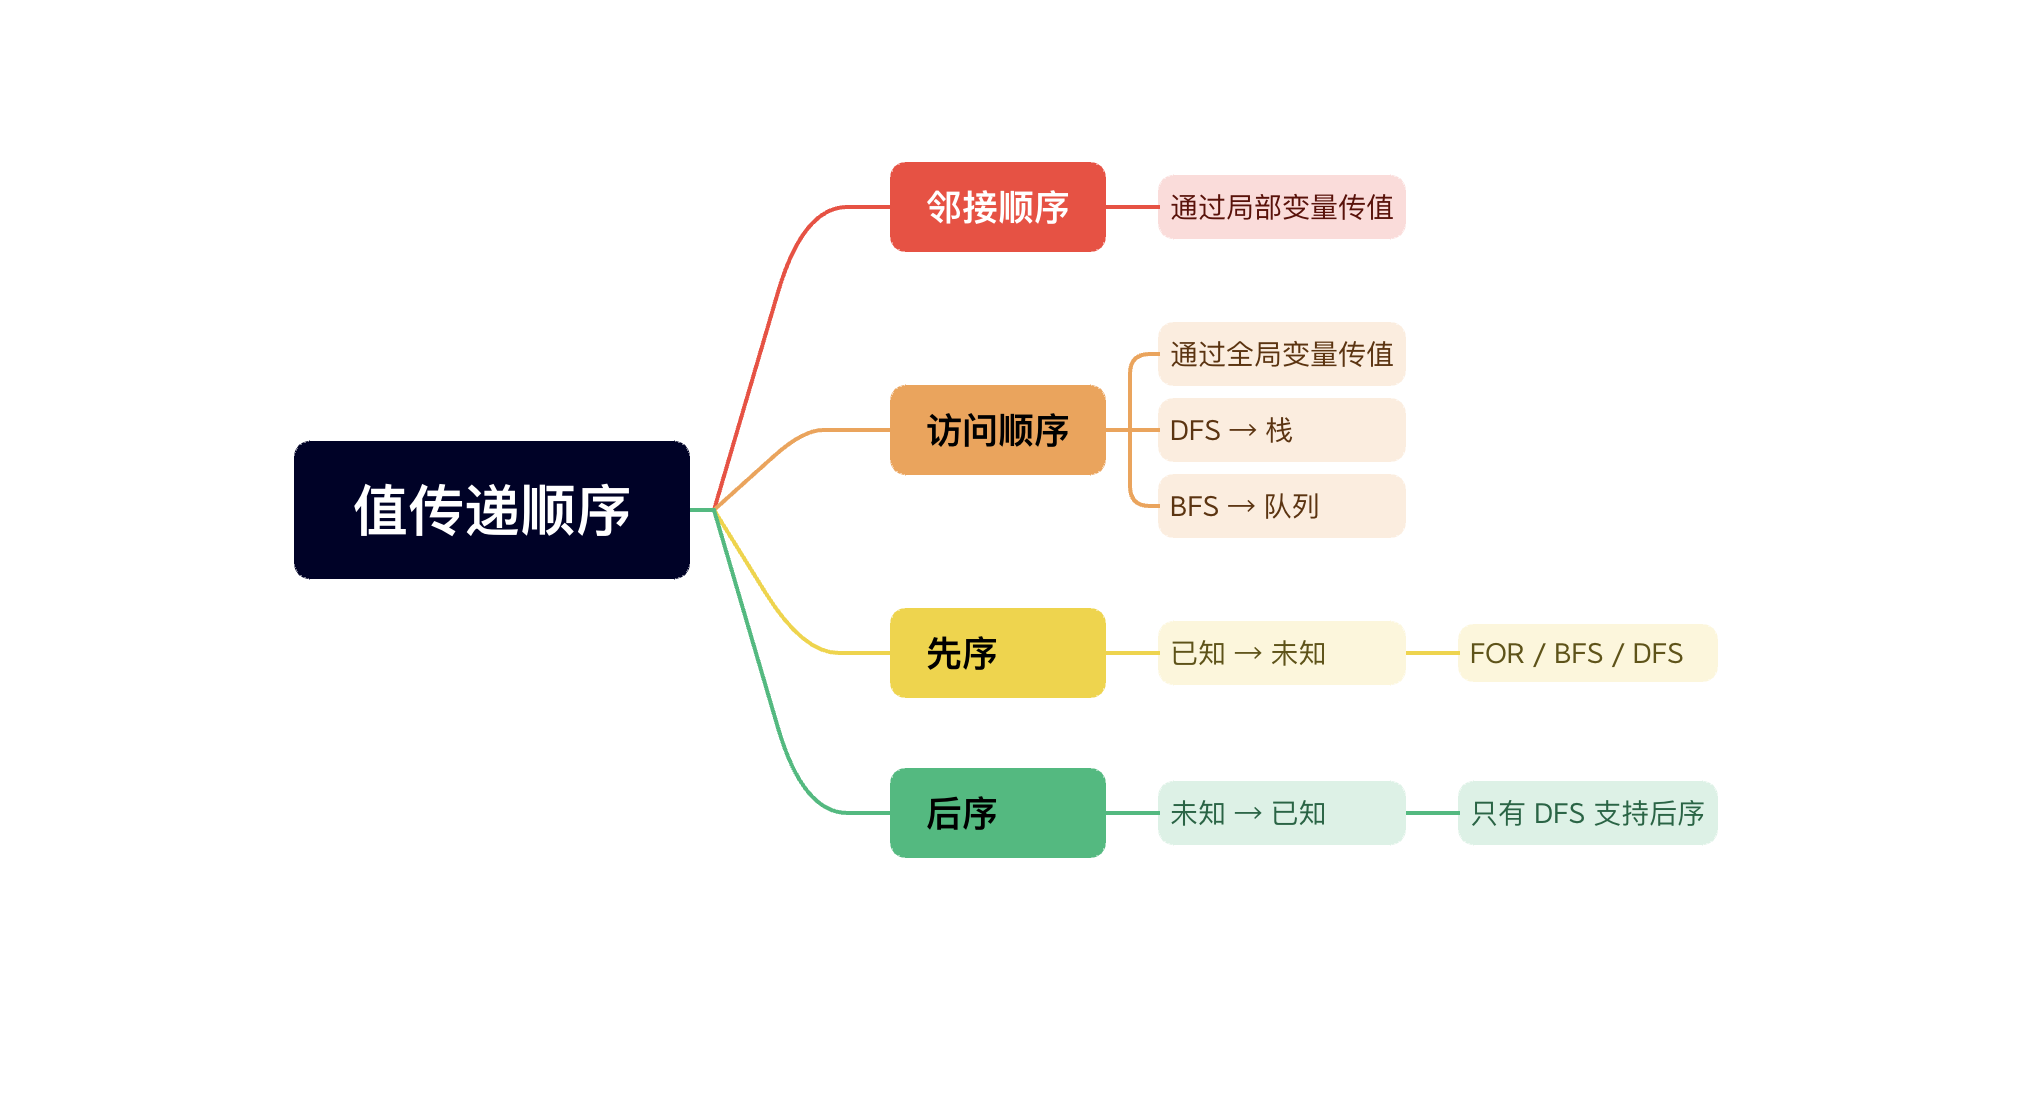 值传递顺序
邻接顺序
通过局部变量传值
访问顺序
通过全局变量传值
DFS → 栈
BFS → 队列
先序
已知 → 未知
FOR / BFS / DFS
后序
未知 → 已知
只有 DFS 支持后序